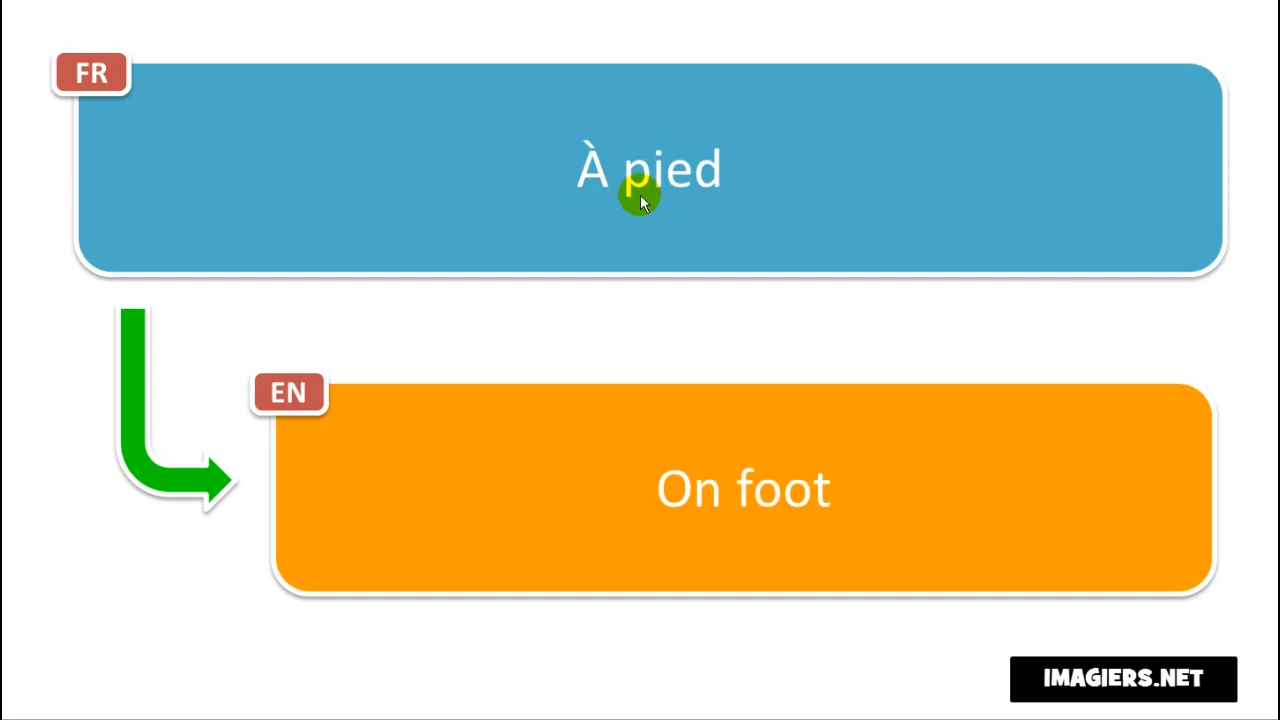 FR
À pied
EN
On foot
IMAGIERS.NET